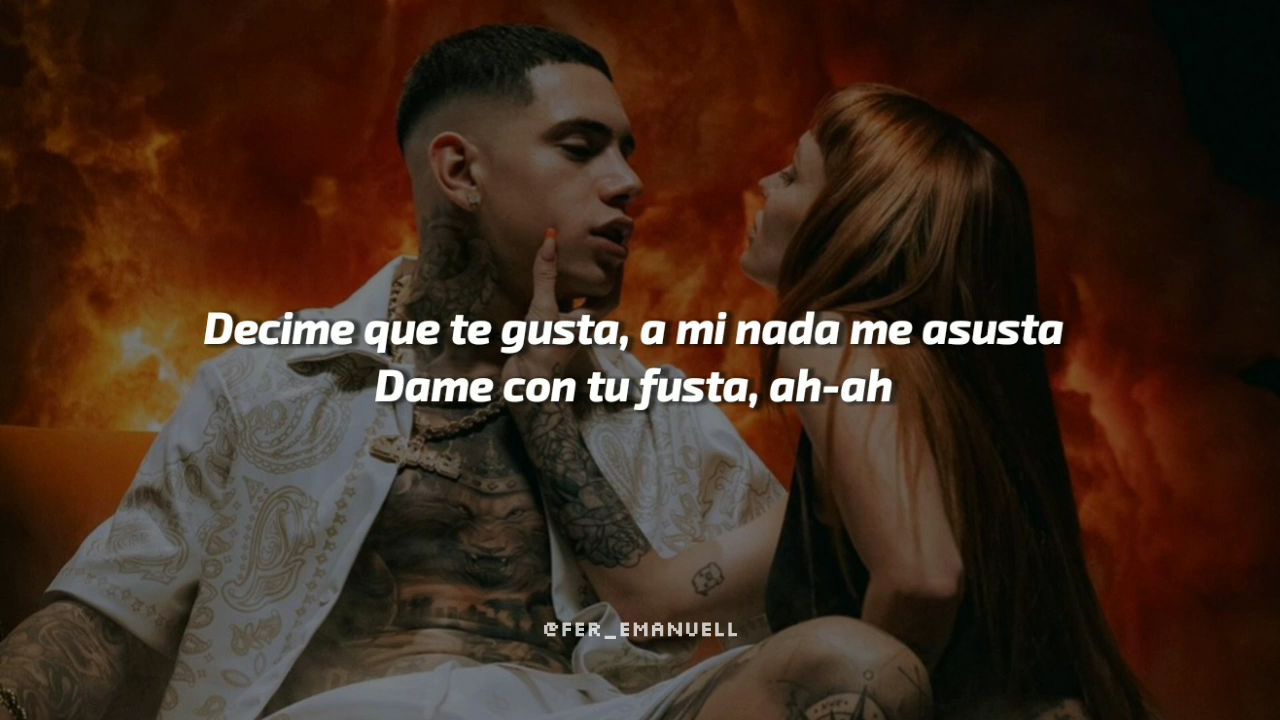 Decime que te gusta, a mi nada me asusta
Dame con tu fusta, ah-ah
@FER_EMANUELL